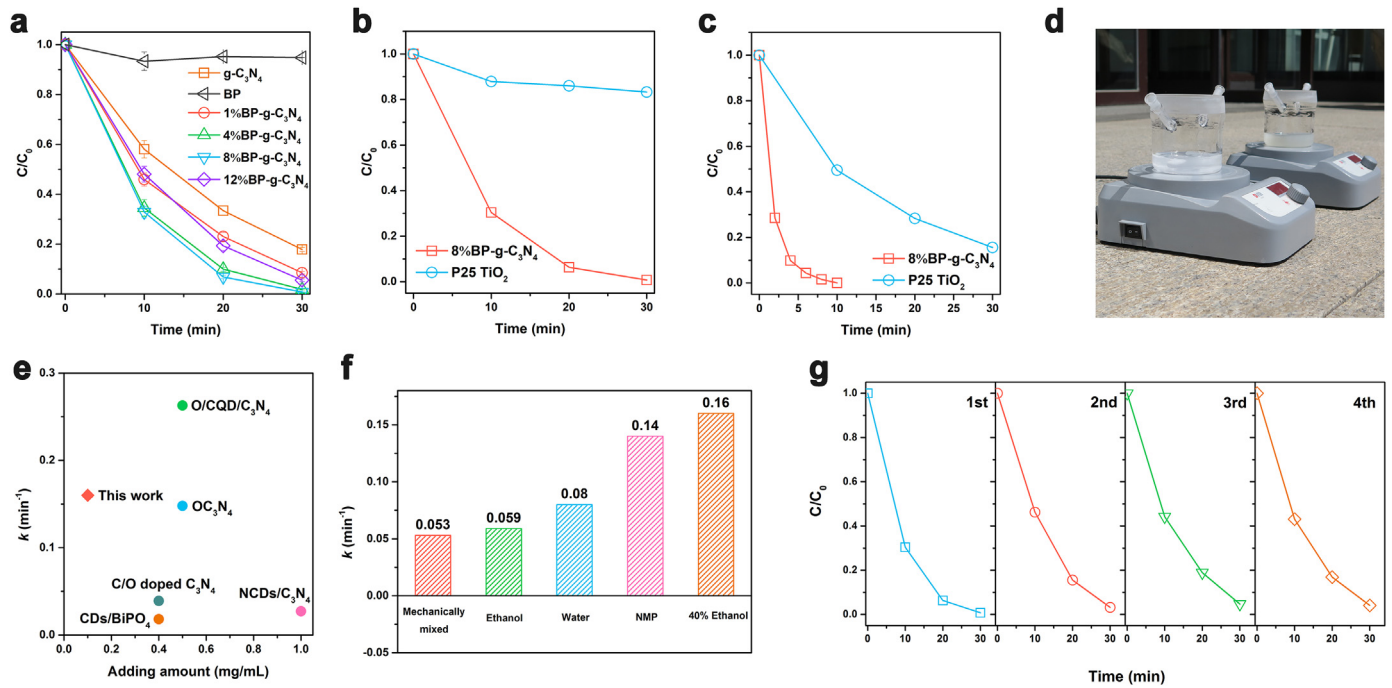 a
C/C0
1.0
0.8
0.6
0.4
0.2
0.0
g-C3N4
BP
1%BP-g-C3N4
4%BP-g-C3N4
8%BP-g-C3N4
12%BP-g-C3N4
0
10
20
30
Time (min)
b
C/C0
1.0
0.8
0.6
0.4
0.2
0.0
8%BP-g-C3N4
P25 TiO2
0
10
20
30
Time (min)
c
C/C0
1.0
0.8
0.6
0.4
0.2
0.0
8%BP-g-C3N4
P25 TiO2
0
5
10
20
30
Time (min)
d
e
k (min-1)
0.3
0.2
0.1
0.0
O/CQD/C3N4
This work
OC3N4
C/O doped C3N4
NCDs/C3N4
CDs/BiPO4
0.0
0.2
0.4
0.6
0.8
1.0
Adding amount (mg/mL)
f
k (min-1)
0.15
0.10
0.05
0.00
-0.05
0.053
0.059
0.08
0.14
0.16
Mechanically
mixed
Ethanol
Water
NMP
40% Ethanol
g
C/C0
1.0
0.8
0.6
0.4
0.2
0.0
1st
2nd
3rd
4th
0
10
20
30
0
10
20
30
0
10
20
30
0
10
20
30
Time (min)